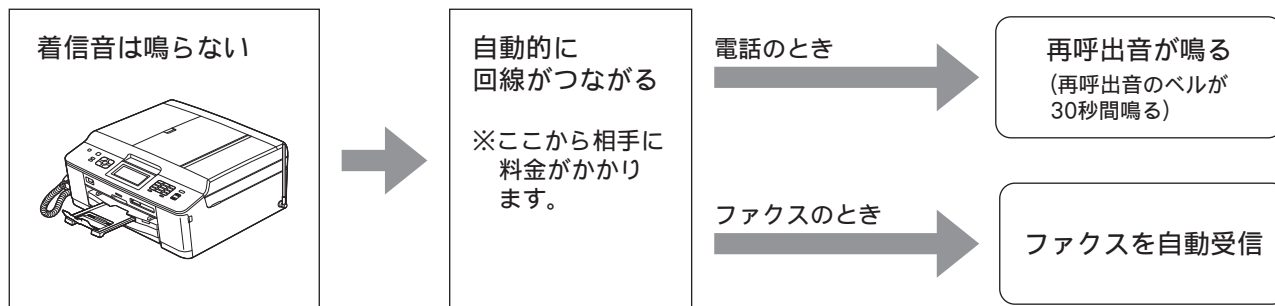 着信音は鳴らない
自動的に
回線がつながる
※ここから相手に
料金がかかり
ます。
電話のとき
再呼出音が鳴る
(再呼出音のベルが
30秒間鳴る)
ファクスのとき
ファクスを自動受信